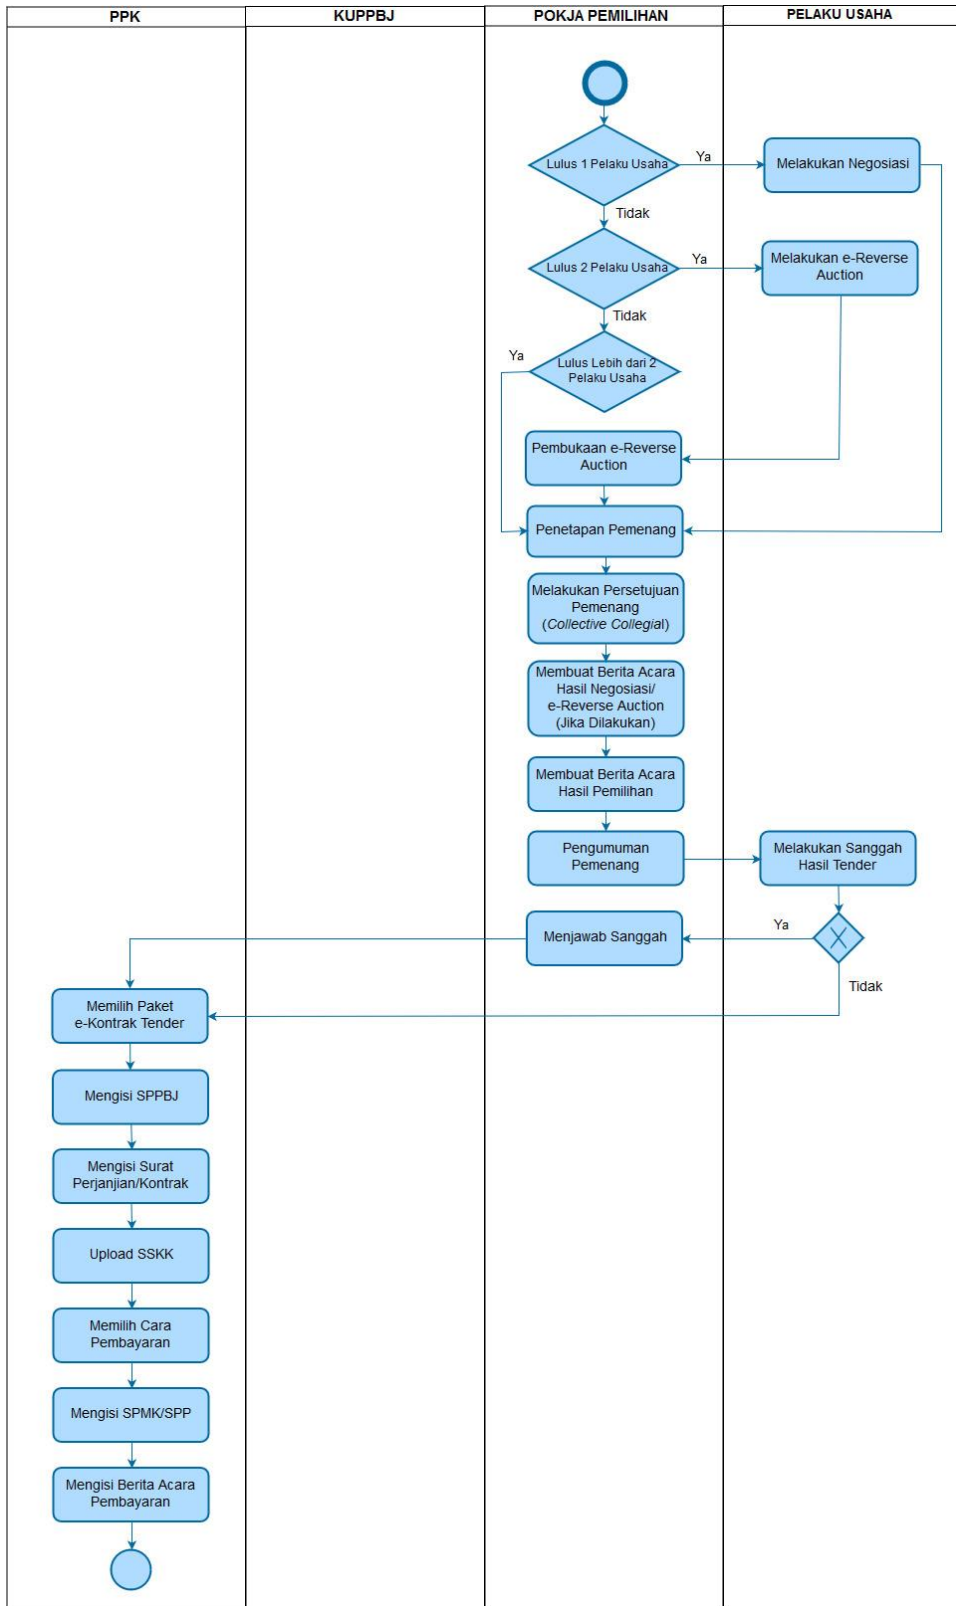 PPK
KUPPBJ
POKJA PEMILIHAN
PELAKU USAHA
Lulus 1 Pelaku Usaha
Ya
Melakukan Negosiasi
Tidak
Lulus 2 Pelaku Usaha
Ya
Melakukan e-Reverse
Auction
Tidak
Ya
Lulus Lebih dari 2
Pelaku Usaha
Pembukaan e-Reverse
Auction
Penetapan Pemenang
Melakukan Persetujuan
Pemenang
(Collective Collegial)
Membuat Berita Acara
Hasil Negosiasi/
e-Reverse Auction
(Jika Dilakukan)
Membuat Berita Acara
Hasil Pemilihan
Pengumuman
Pemenang
Melakukan Sanggah
Hasil Tender
Ya
Menjawab Sanggah
Tidak
Memilih Paket
e-Kontrak Tender
Mengisi SPPBJ
Mengisi Surat
Perjanjian/Kontrak
Upload SSKK
Memilih Cara
Pembayaran
Mengisi SPMK/SPP
Mengisi Berita Acara
Pembayaran